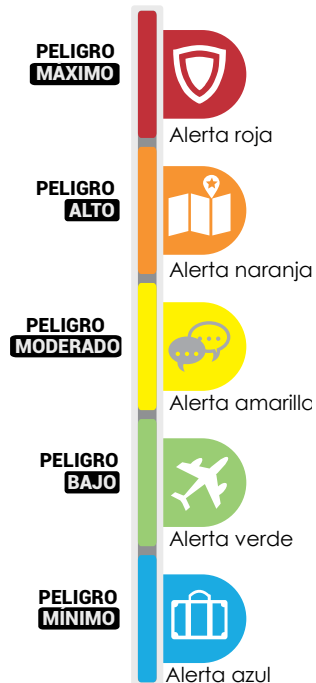 PELIGRO
MÁXIMO
Alerta roja
PELIGRO
ALTO
Alerta naranja
PELIGRO
MODERADO
Alerta amarilla
PELIGRO
BAJO
Alerta verde
PELIGRO
MÍNIMO
Alerta azul